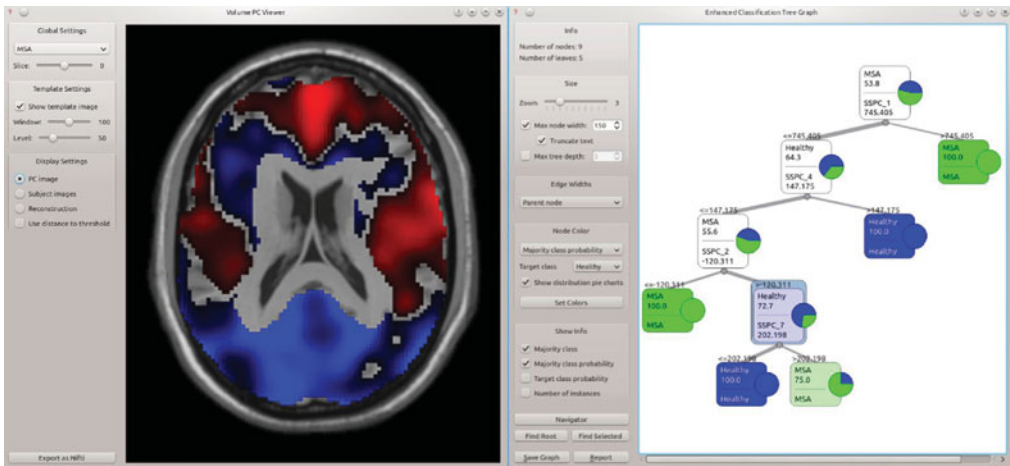 Volume PC Viewer
Global Settings
MSA
Slice: 0
Template Settings
Show template image
Window: 100
Level: 50
Display Settings
PC image
Subject images
Reconstruction
Use distance to threshold
Export as Nifti
Enhanced Classification Tree Graph
Info
Number of nodes: 9
Number of leaves: 5
Size
Zoom 3
Max node width: 150
Truncate text
Max tree depth: 5
Edge Widths
Parent node
Node Color
Majority class probability
Target class Healthy
Show distribution pie charts
Set Colors
Show Info
Majority class
Majority class probability
Target class probability
Number of instances
Navigator
Find Root Find Selected
Save Graph Report
MSA
53.8
SSPC_1
745.405
<=745.405 >745.405
Healthy
64.3
SSPC_4
147.175
MSA
100.0
MSA
<=147.175 >147.175
MSA
55.6
SSPC_2
-120.311
Healthy
100.0
Healthy
<=-120.311 >-120.311
MSA
100.0
MSA
Healthy
72.7
SSPC_7
202.198
<=202.198 >202.198
Healthy
100.0
Healthy
MSA
75.0
MSA